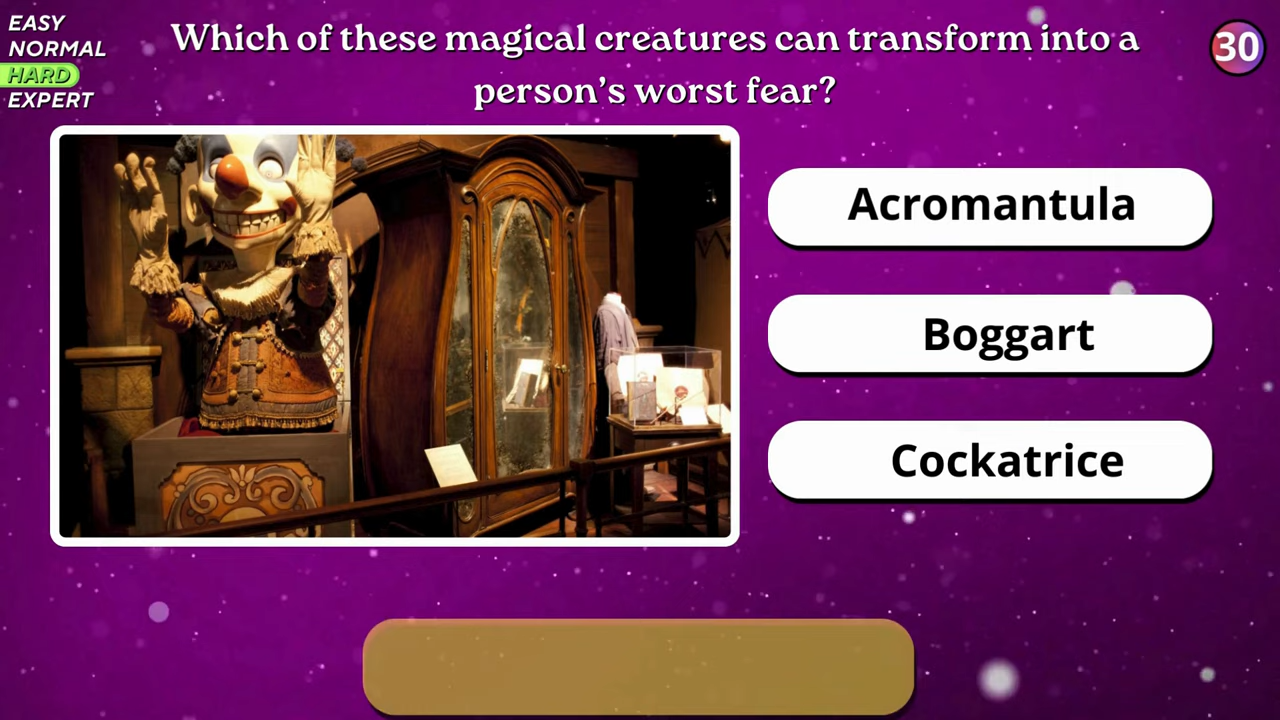 EASY
NORMAL
HARD
EXPERT
Which of these magical creatures can transform into a
person's worst fear?
30
Acromantula
Boggart
Cockatrice